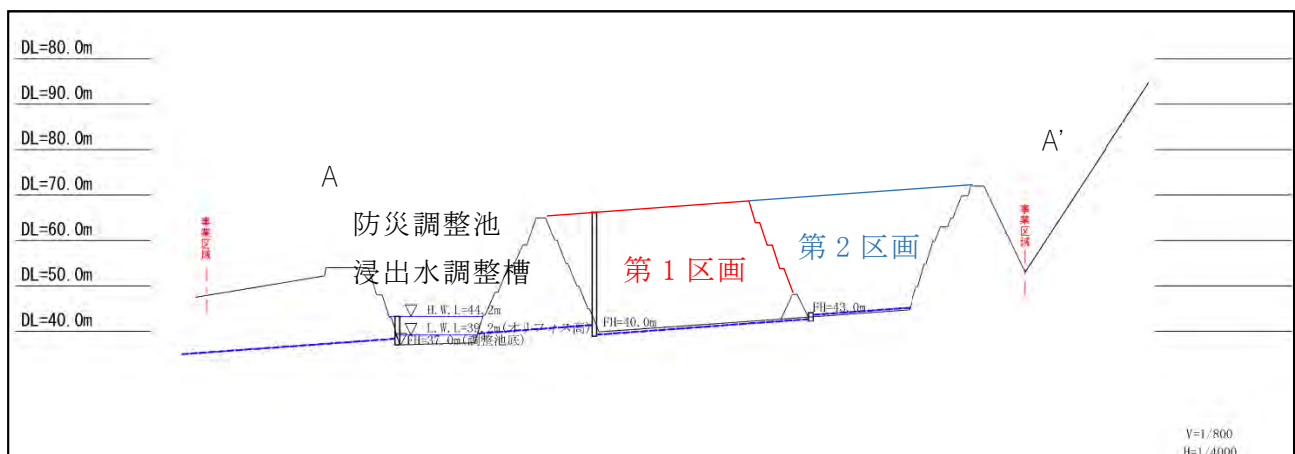 DL=80.0m
DL=90.0m
DL=80.0m
DL=70.0m
DL=60.0m
DL=50.0m
DL=40.0m
A
A'
事業区域
事業区域
防災調整池
浸出水調整槽
第1区画
第2区画
H.W.L=44.2m
L.W.L=39.2m(オリフィス高)
FH=37.0m(調整池底)
FH=40.0m
FH=43.0m
V=1/800
H=1/4000